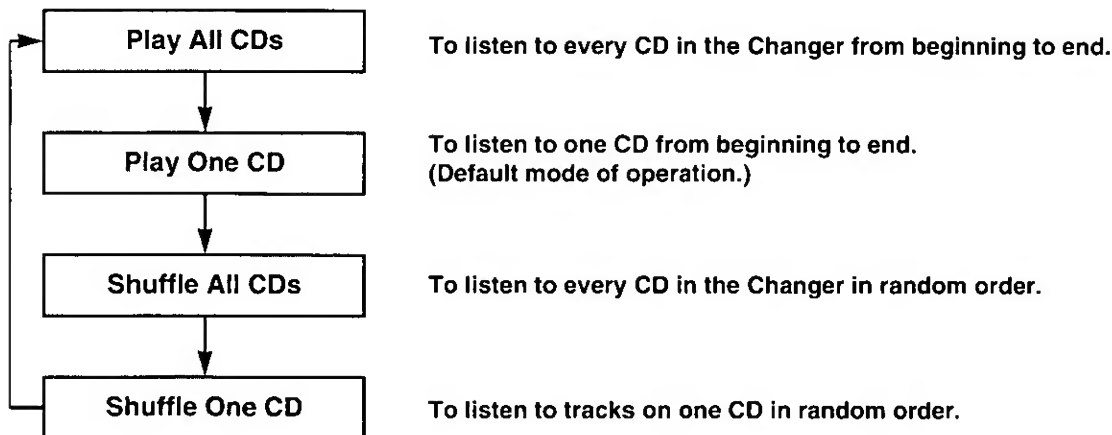 Play All CDs
To listen to every CD in the Changer from beginning to end.
Play One CD
To listen to one CD from beginning to end.
(Default mode of operation.)
Shuffle All CDs
To listen to every CD in the Changer in random order.
Shuffle One CD
To listen to tracks on one CD in random order.